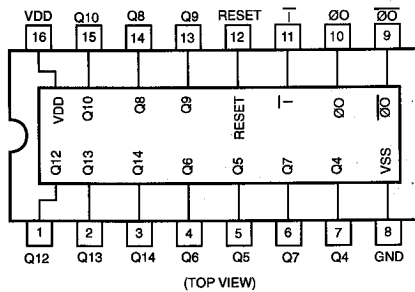 VDD Q10 Q8 Q9 RESET I̅ ØO Ø̅O̅
16 15 14 13 12 11 10 9
VDD Q10 Q8 Q9 RESET I̅ ØO Ø̅O̅
Q12 Q13 Q14 Q6 Q5 Q7 Q4 VSS
1 2 3 4 5 6 7 8
Q12 Q13 Q14 Q6 Q5 Q7 Q4 GND
(TOP VIEW)